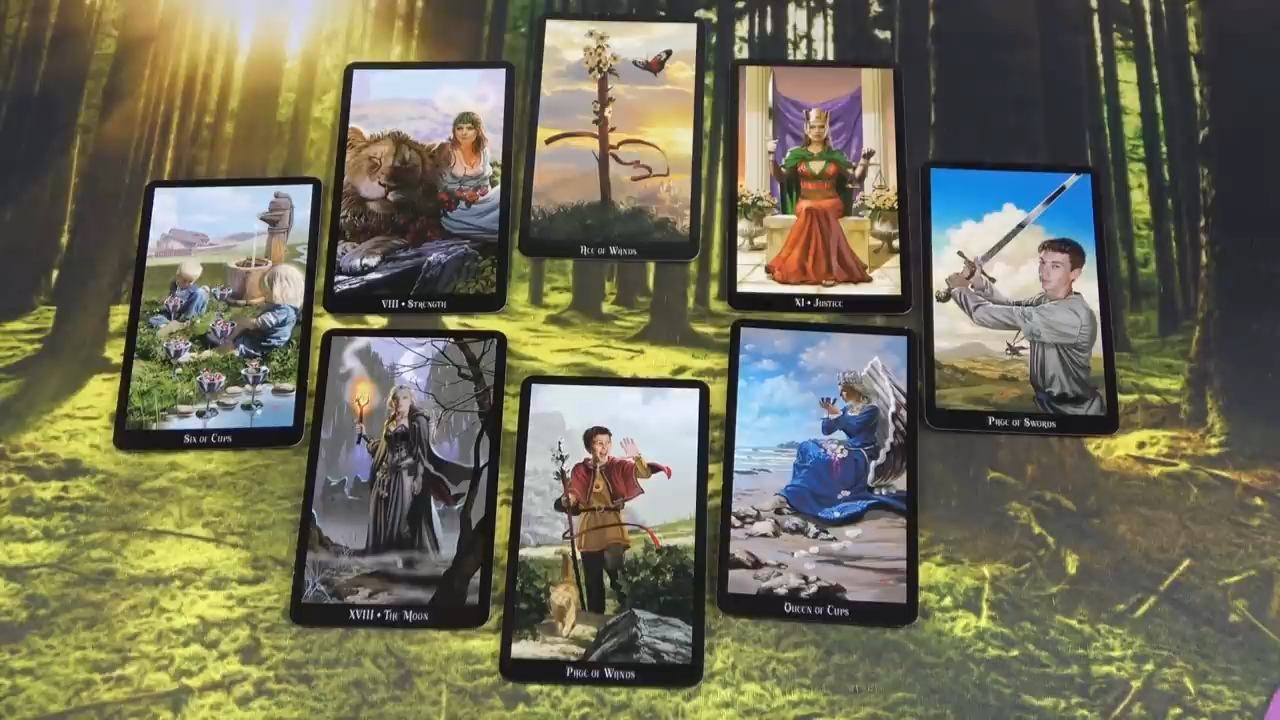 Ace of Wands
VIII • Strength
XI • Justice
Six of Cups
Page of Swords
XVIII • The Moon
Queen of Cups
Page of Wands